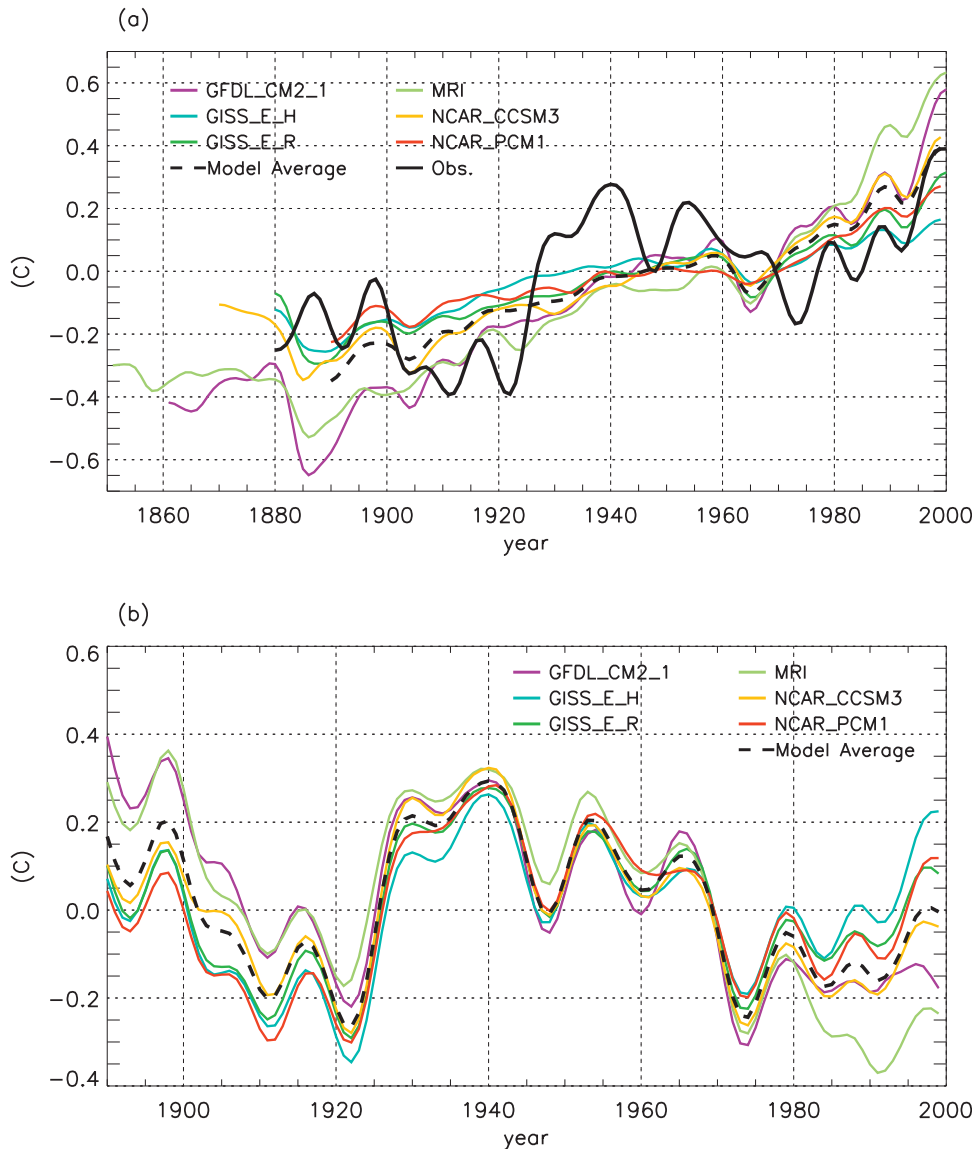 (a)
0.6
0.4
0.2
0.0
−0.2
−0.4
−0.6
(C)
GFDL_CM2_1
GISS_E_H
GISS_E_R
Model Average
MRI
NCAR_CCSM3
NCAR_PCM1
Obs.
1860 1880 1900 1920 1940 1960 1980 2000
year
(b)
0.6
0.4
0.2
0.0
−0.2
−0.4
(C)
GFDL_CM2_1
GISS_E_H
GISS_E_R
MRI
NCAR_CCSM3
NCAR_PCM1
Model Average
1900 1920 1940 1960 1980 2000
year